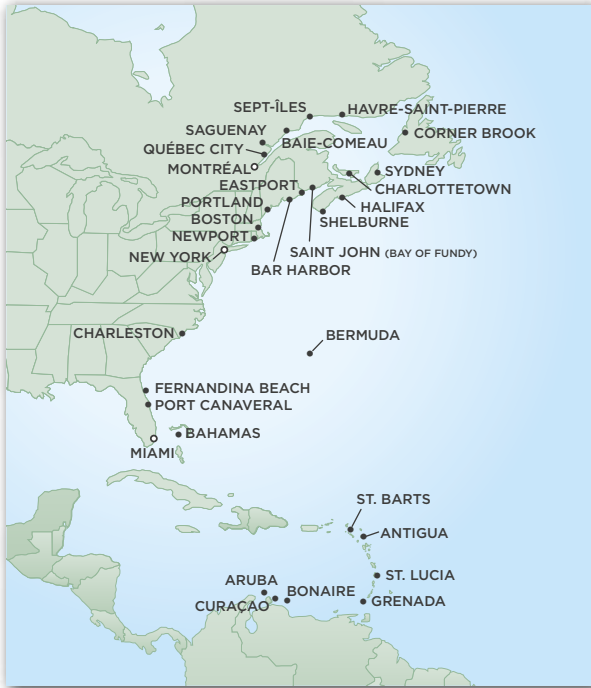 SEPT-ÎLES
HAVRE-SAINT-PIERRE
SAGUENAY
CORNER BROOK
QUÉBEC CITY
BAIE-COMEAU
MONTRÉAL
SYDNEY
EASTPORT
CHARLOTTETOWN
PORTLAND
HALIFAX
BOSTON
SHELBURNE
NEWPORT
SAINT JOHN (BAY OF FUNDY)
NEW YORK
BAR HARBOR
CHARLESTON
BERMUDA
FERNANDINA BEACH
PORT CANAVERAL
BAHAMAS
MIAMI
ST. BARTS
ANTIGUA
ST. LUCIA
ARUBA
BONAIRE
CURAÇAO
GRENADA